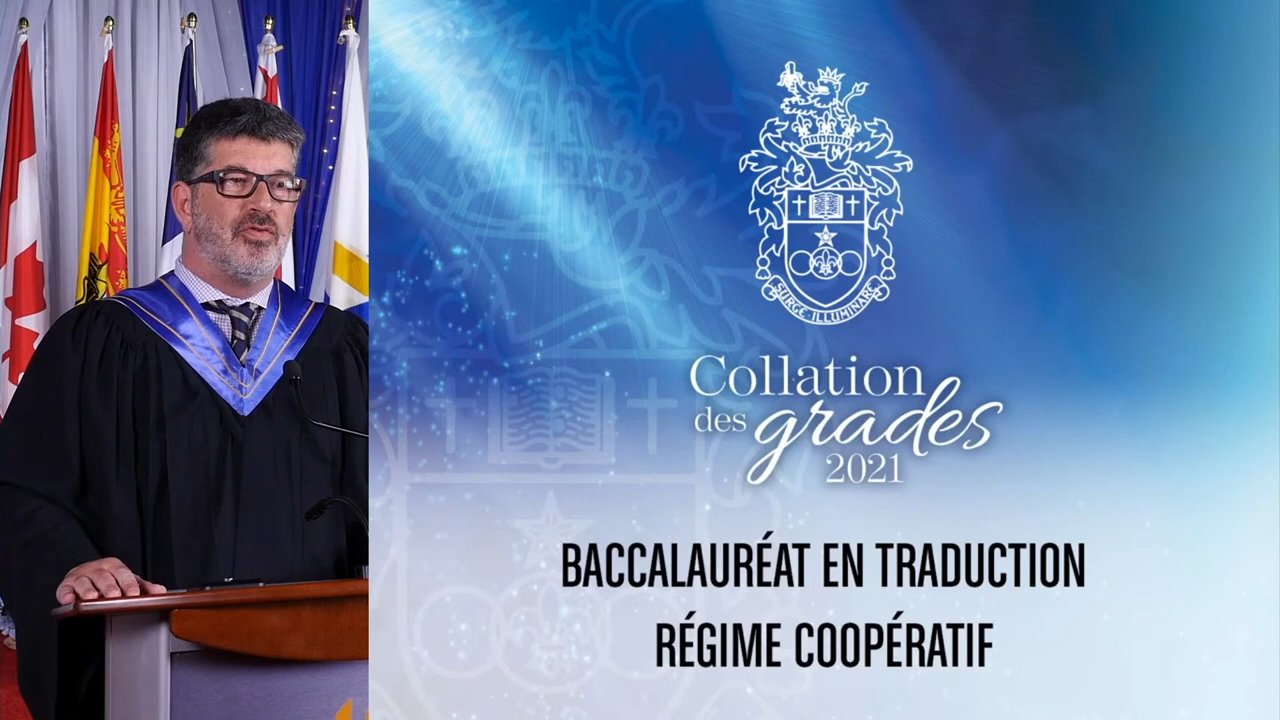 SURGE ILLUMINARE
Collation
des grades
2021
BACCALAURÉAT EN TRADUCTION
RÉGIME COOPÉRATIF